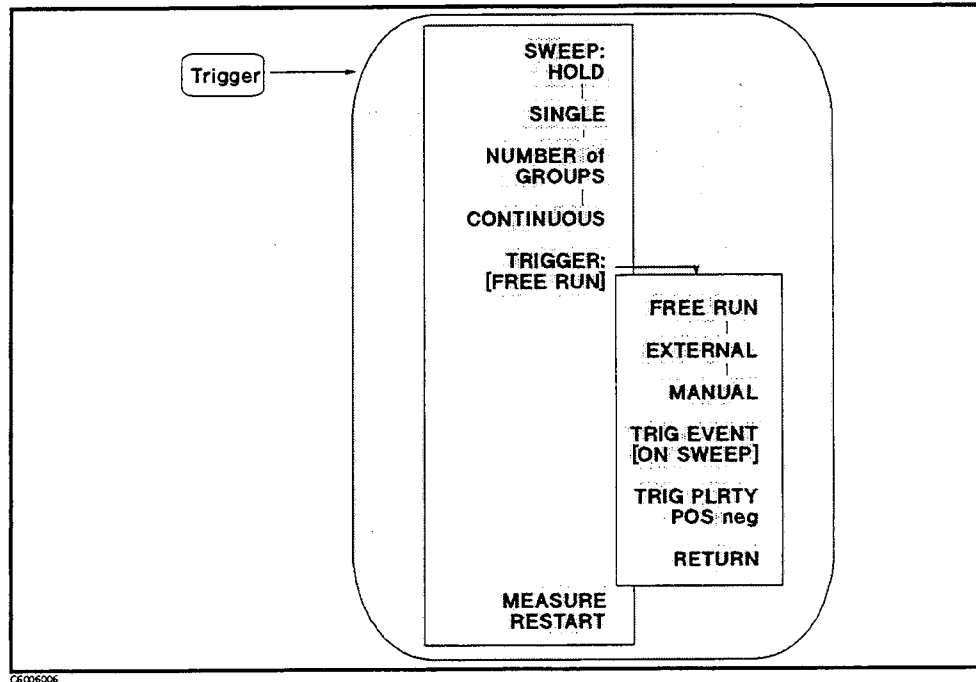 Trigger
SWEEP:
HOLD
SINGLE
NUMBER of
GROUPS
CONTINUOUS
TRIGGER:
[FREE RUN]
FREE RUN
EXTERNAL
MANUAL
TRIG EVENT
[ON SWEEP]
TRIG PLRTY
POS neg
RETURN
MEASURE
RESTART
C6006006